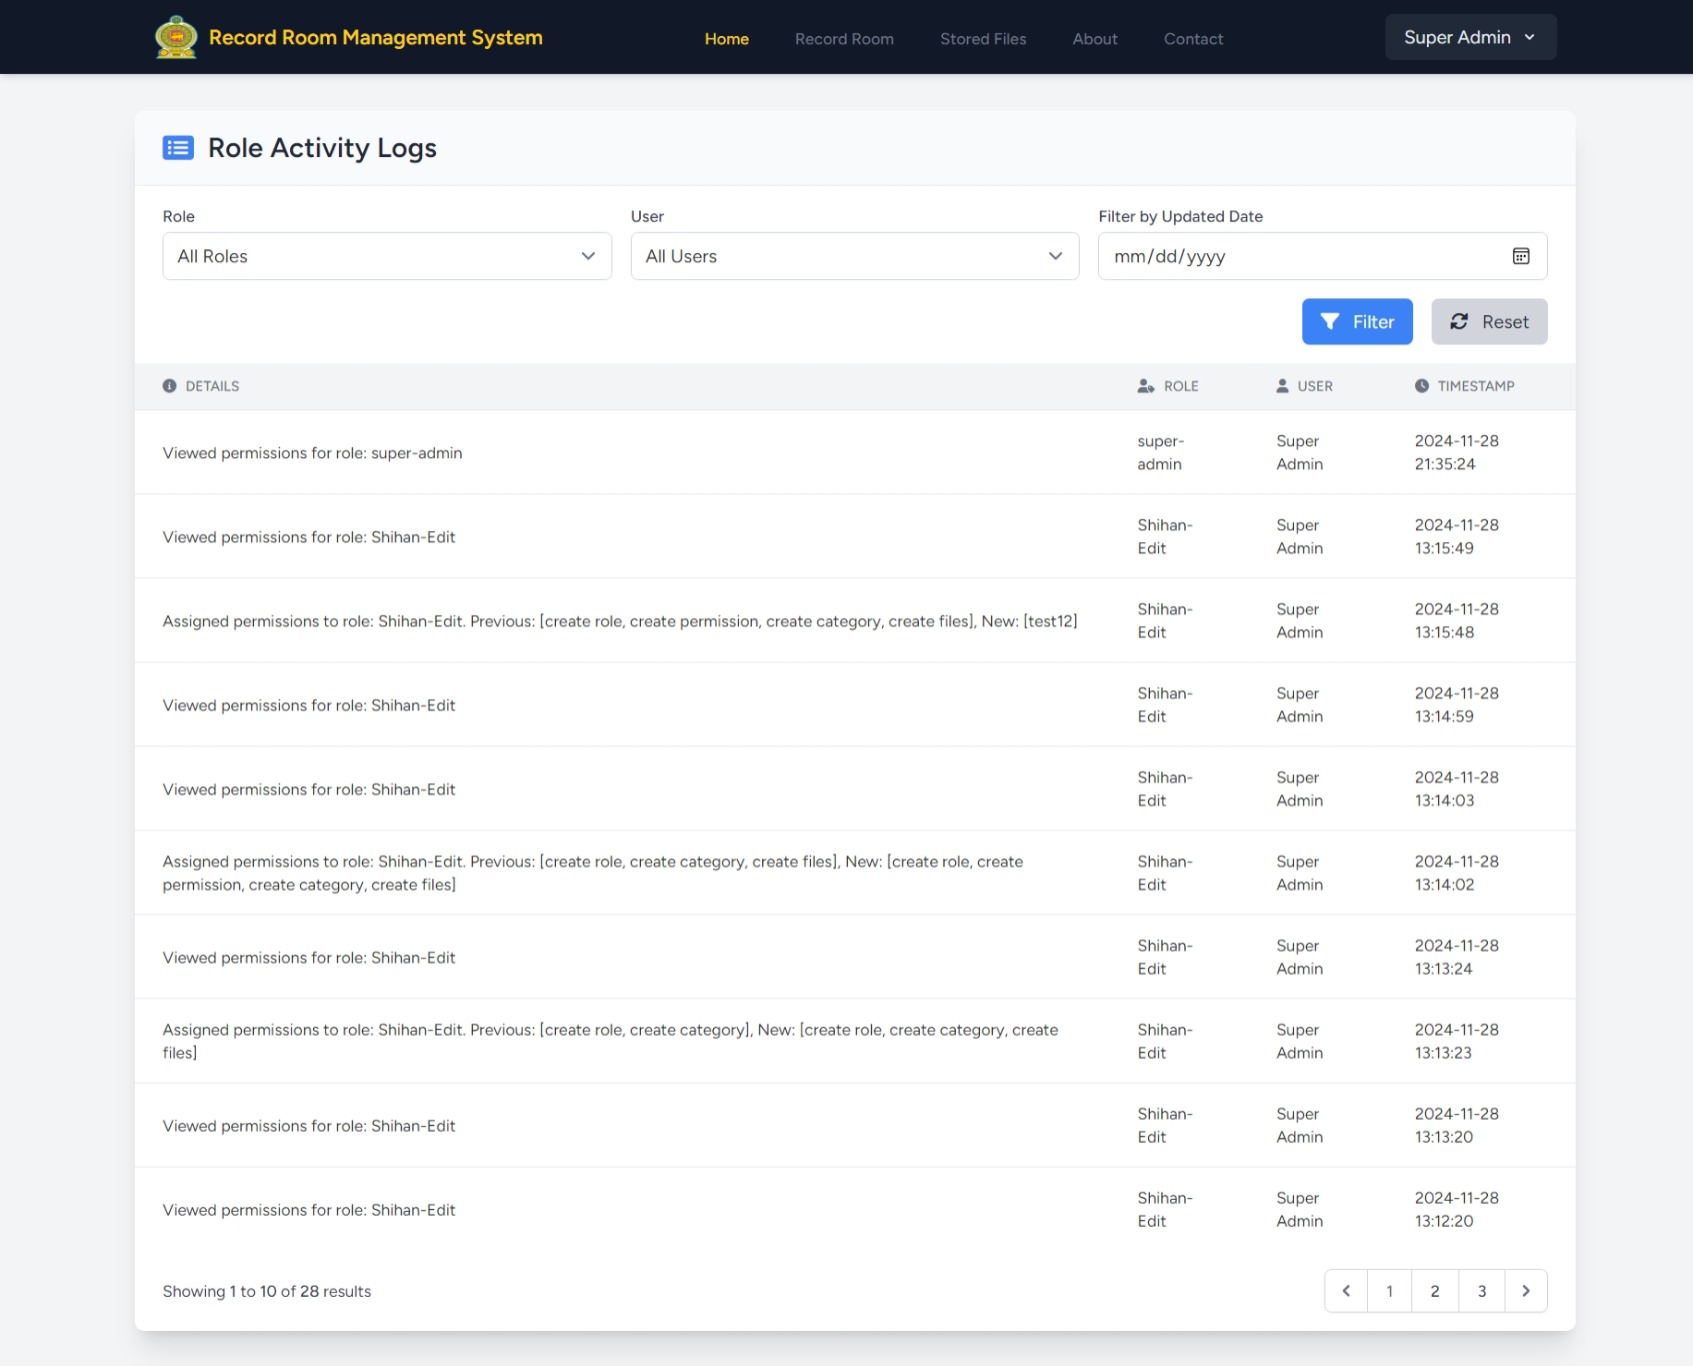 Record Room Management System
Home
Record Room
Stored Files
About
Contact
Super Admin
Role Activity Logs
Role
User
Filter by Updated Date
All Roles
All Users
mm/dd/yyyy
Filter
Reset
DETAILS
ROLE
USER
TIMESTAMP
Viewed permissions for role: super-admin
super-
admin
Super
Admin
2024-11-28
21:35:24
Viewed permissions for role: Shihan-Edit
Shihan-
Edit
Super
Admin
2024-11-28
13:15:49
Assigned permissions to role: Shihan-Edit. Previous: [create role, create permission, create category, create files], New: [test12]
Shihan-
Edit
Super
Admin
2024-11-28
13:15:48
Viewed permissions for role: Shihan-Edit
Shihan-
Edit
Super
Admin
2024-11-28
13:14:59
Viewed permissions for role: Shihan-Edit
Shihan-
Edit
Super
Admin
2024-11-28
13:14:03
Assigned permissions to role: Shihan-Edit. Previous: [create role, create category, create files], New: [create role, create
permission, create category, create files]
Shihan-
Edit
Super
Admin
2024-11-28
13:14:02
Viewed permissions for role: Shihan-Edit
Shihan-
Edit
Super
Admin
2024-11-28
13:13:24
Assigned permissions to role: Shihan-Edit. Previous: [create role, create category], New: [create role, create category, create
files]
Shihan-
Edit
Super
Admin
2024-11-28
13:13:23
Viewed permissions for role: Shihan-Edit
Shihan-
Edit
Super
Admin
2024-11-28
13:13:20
Viewed permissions for role: Shihan-Edit
Shihan-
Edit
Super
Admin
2024-11-28
13:12:20
Showing 1 to 10 of 28 results
1
2
3